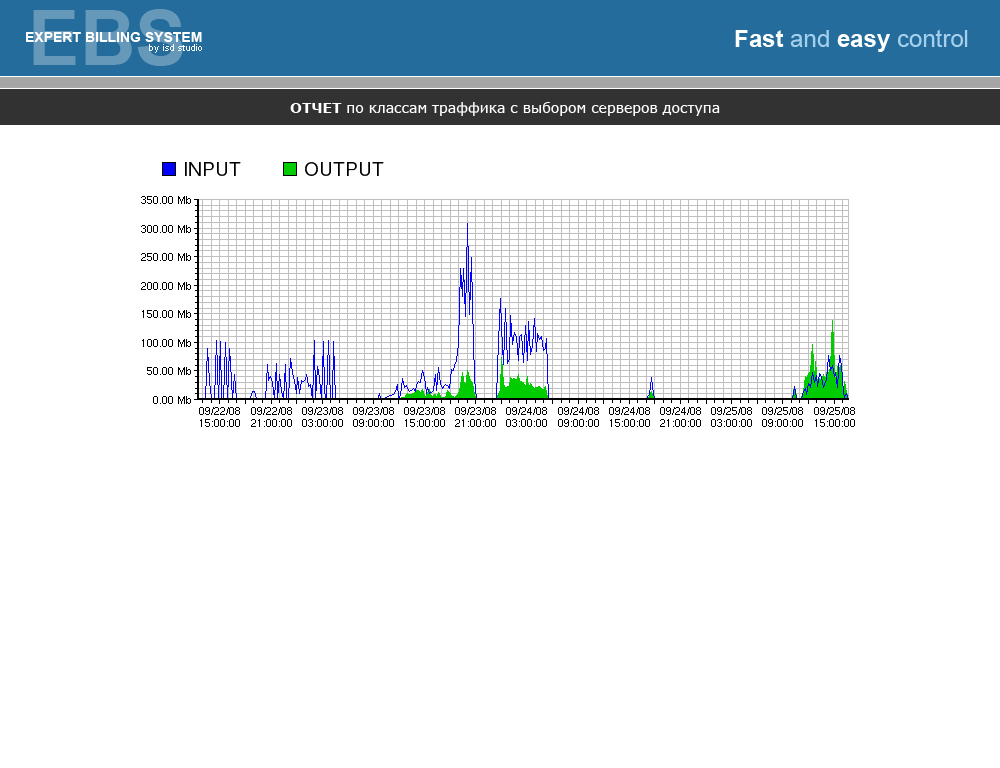 EBS
EXPERT BILLING SYSTEM
by isd studio
Fast and easy control
ОТЧЕТ по классам траффика с выбором серверов доступа
INPUT OUTPUT
350.00 Mb
300.00 Mb
250.00 Mb
200.00 Mb
150.00 Mb
100.00 Mb
50.00 Mb
0.00 Mb
09/22/08 09/22/08 09/23/08 09/23/08 09/23/08 09/23/08 09/24/08 09/24/08 09/24/08 09/24/08 09/25/08 09/25/08 09/25/08
15:00:00 21:00:00 03:00:00 09:00:00 15:00:00 21:00:00 03:00:00 09:00:00 15:00:00 21:00:00 03:00:00 09:00:00 15:00:00